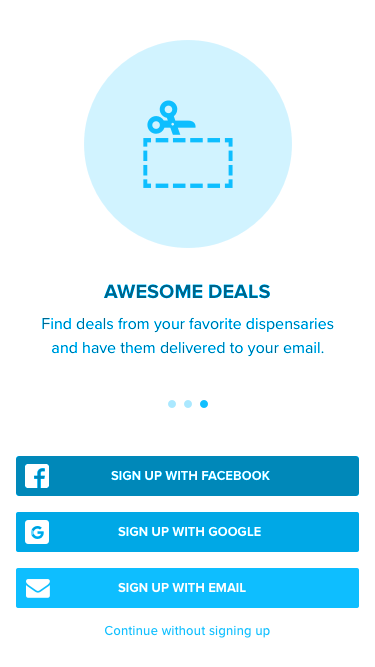 AWESOME DEALS
Find deals from your favorite dispensaries
and have them delivered to your email.
SIGN UP WITH FACEBOOK
SIGN UP WITH GOOGLE
SIGN UP WITH EMAIL
Continue without signing up